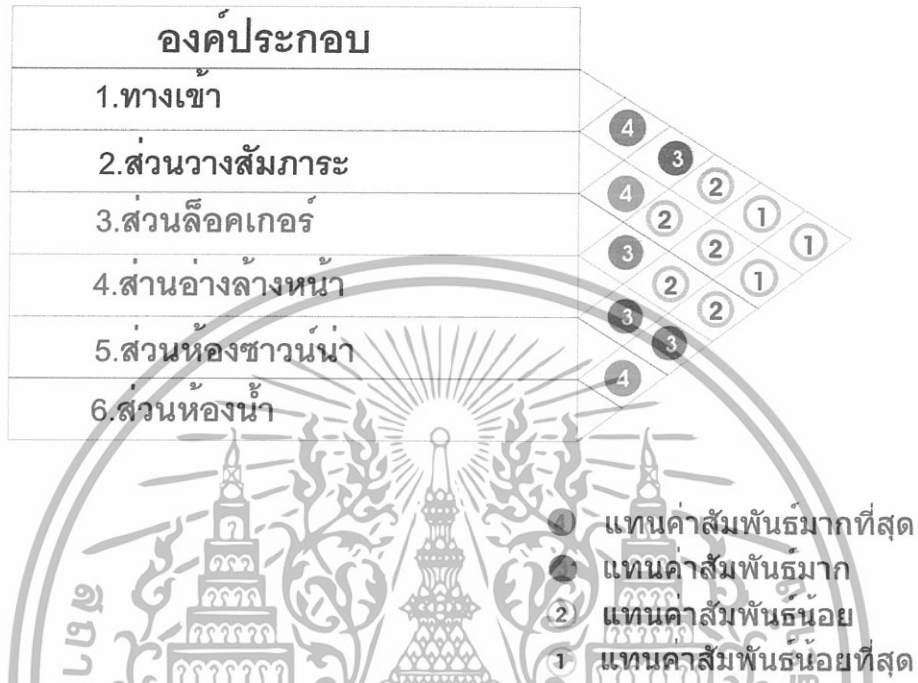 องค์ประกอบ
1.ทางเข้า
2.ส่วนวางสัมภาระ
3.ส่วนล็อคเกอร์
4.ส่านอ่างล้างหน้า
5.ส่วนห้องซาวน์น่า
6.ส่วนห้องน้ำ
4
3
2
1
1
4
2
2
1
3
2
2
3
3
4
4 แทนค่าสัมพันธ์มากที่สุด
แทนค่าสัมพันธ์มาก
2 แทนค่าสัมพันธ์น้อย
1 แทนค่าสัมพันธ์น้อยที่สุด